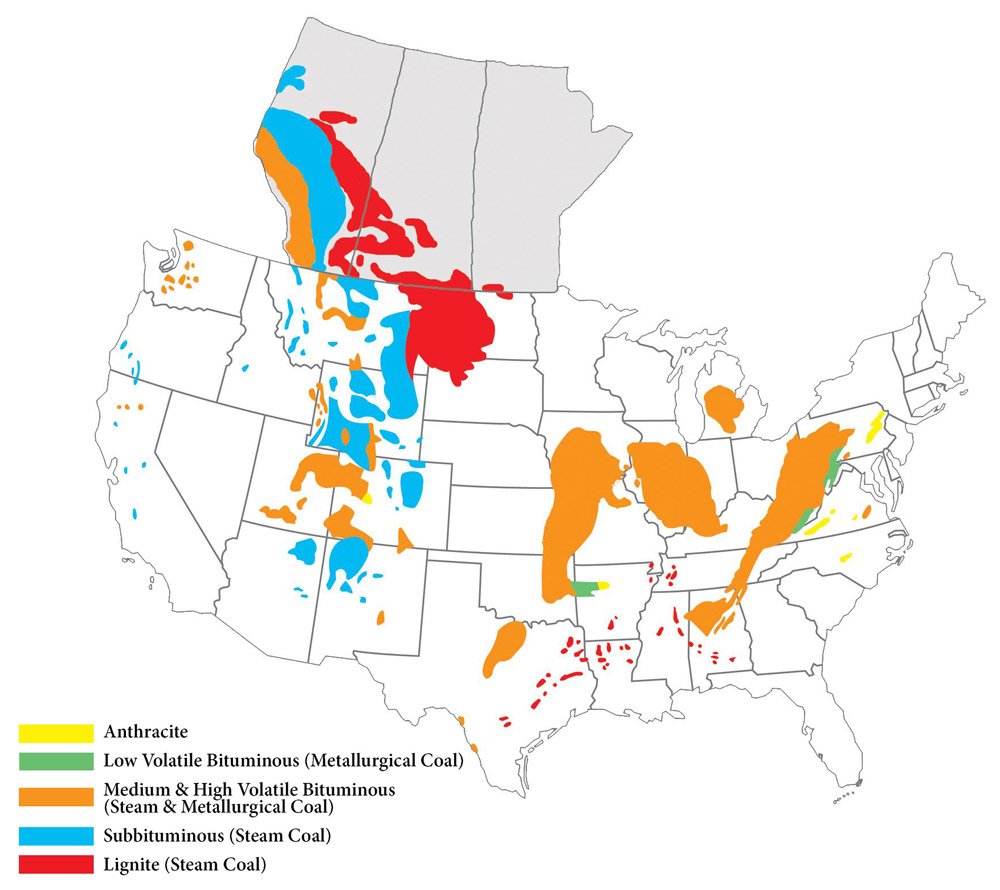 Anthracite
Low Volatile Bituminous (Metallurgical Coal)
Medium & High Volatile Bituminous
(Steam & Metallurgical Coal)
Subbituminous (Steam Coal)
Lignite (Steam Coal)